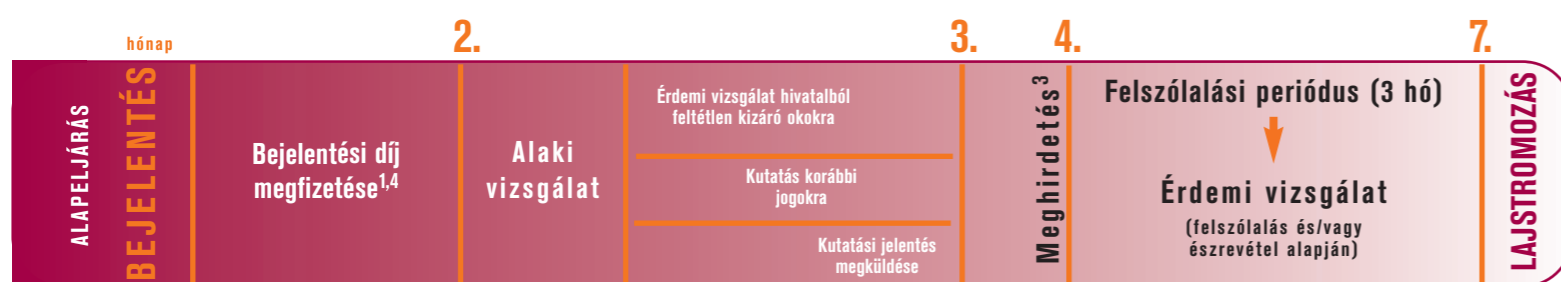 hónap
2.
3.
4.
7.
ALAPELJÁRÁS
BEJELENTÉS
Bejelentési díj
megfizetése1,4
Alaki
vizsgálat
Érdemi vizsgálat hivatalból
feltétlen kizáró okokra
Kutatás korábbi
jogokra
Kutatási jelentés
megküldése
Meghirdetés3
Felszólalási periódus (3 hó)
Érdemi vizsgálat
(felszólalás és/vagy
észrevétel alapján)
LAJSTROMOZÁS